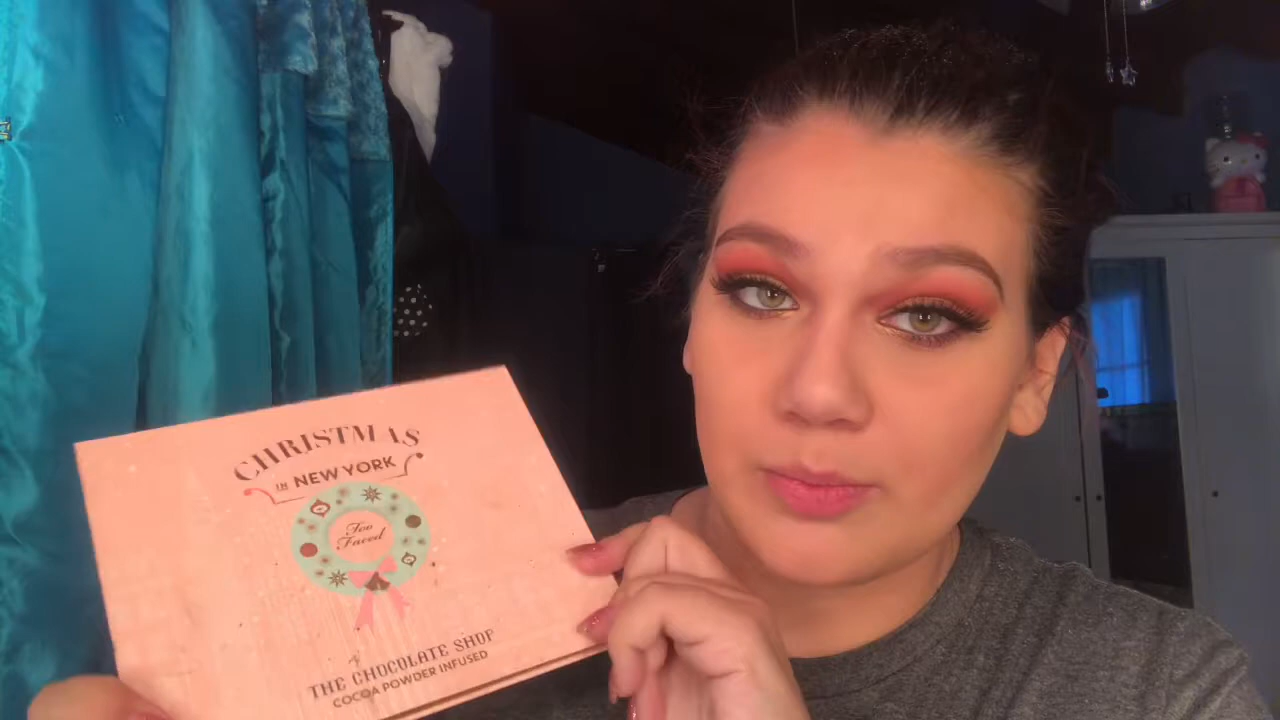 CHRISTMAS
IN NEW YORK
Too
Faced
THE CHOCOLATE SHOP
COCOA POWDER INFUSED